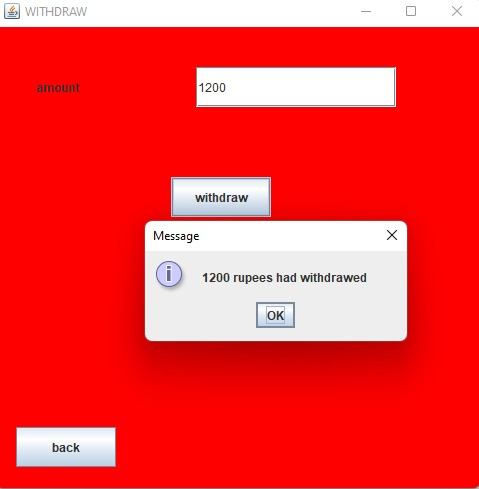 WITHDRAW
amount
1200
withdraw
Message
1200 rupees had withdrawed
OK
back